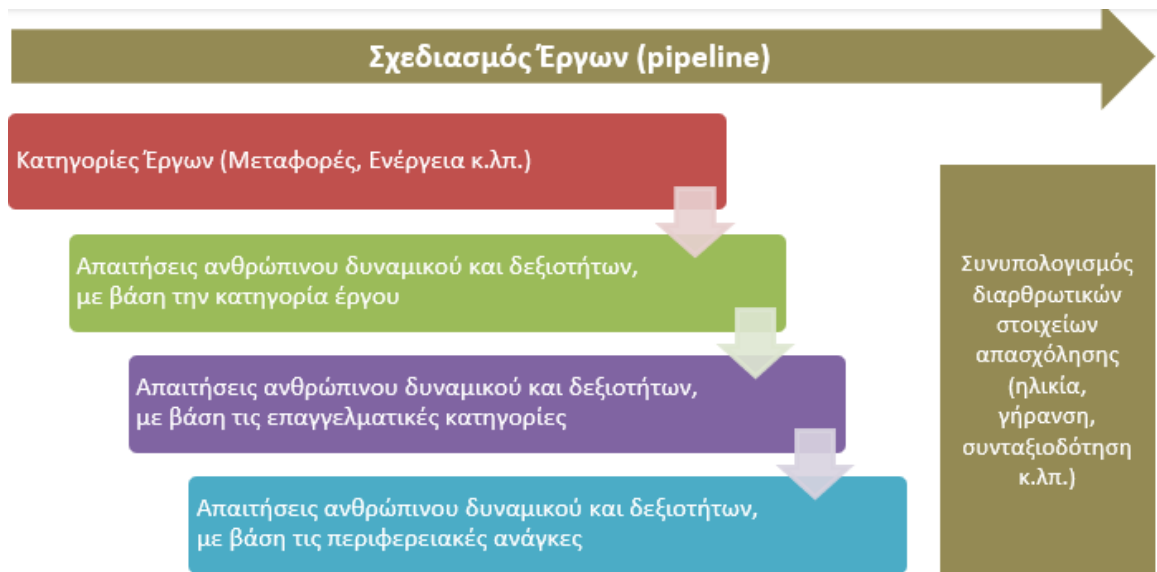 Σχεδιασμός Έργων (pipeline)
Κατηγορίες Έργων (Μεταφορές, Ενέργεια κ.λπ.)
Απαιτήσεις ανθρώπινου δυναμικού και δεξιοτήτων,
με βάση την κατηγορία έργου
Απαιτήσεις ανθρώπινου δυναμικού και δεξιοτήτων,
με βάση τις επαγγελματικές κατηγορίες
Απαιτήσεις ανθρώπινου δυναμικού και δεξιοτήτων,
με βάση τις περιφερειακές ανάγκες
Συνυπολογισμός
διαρθρωτικών
στοιχείων
απασχόλησης
(ηλικία,
γήρανση,
συνταξιοδότηση
κ.λπ.)